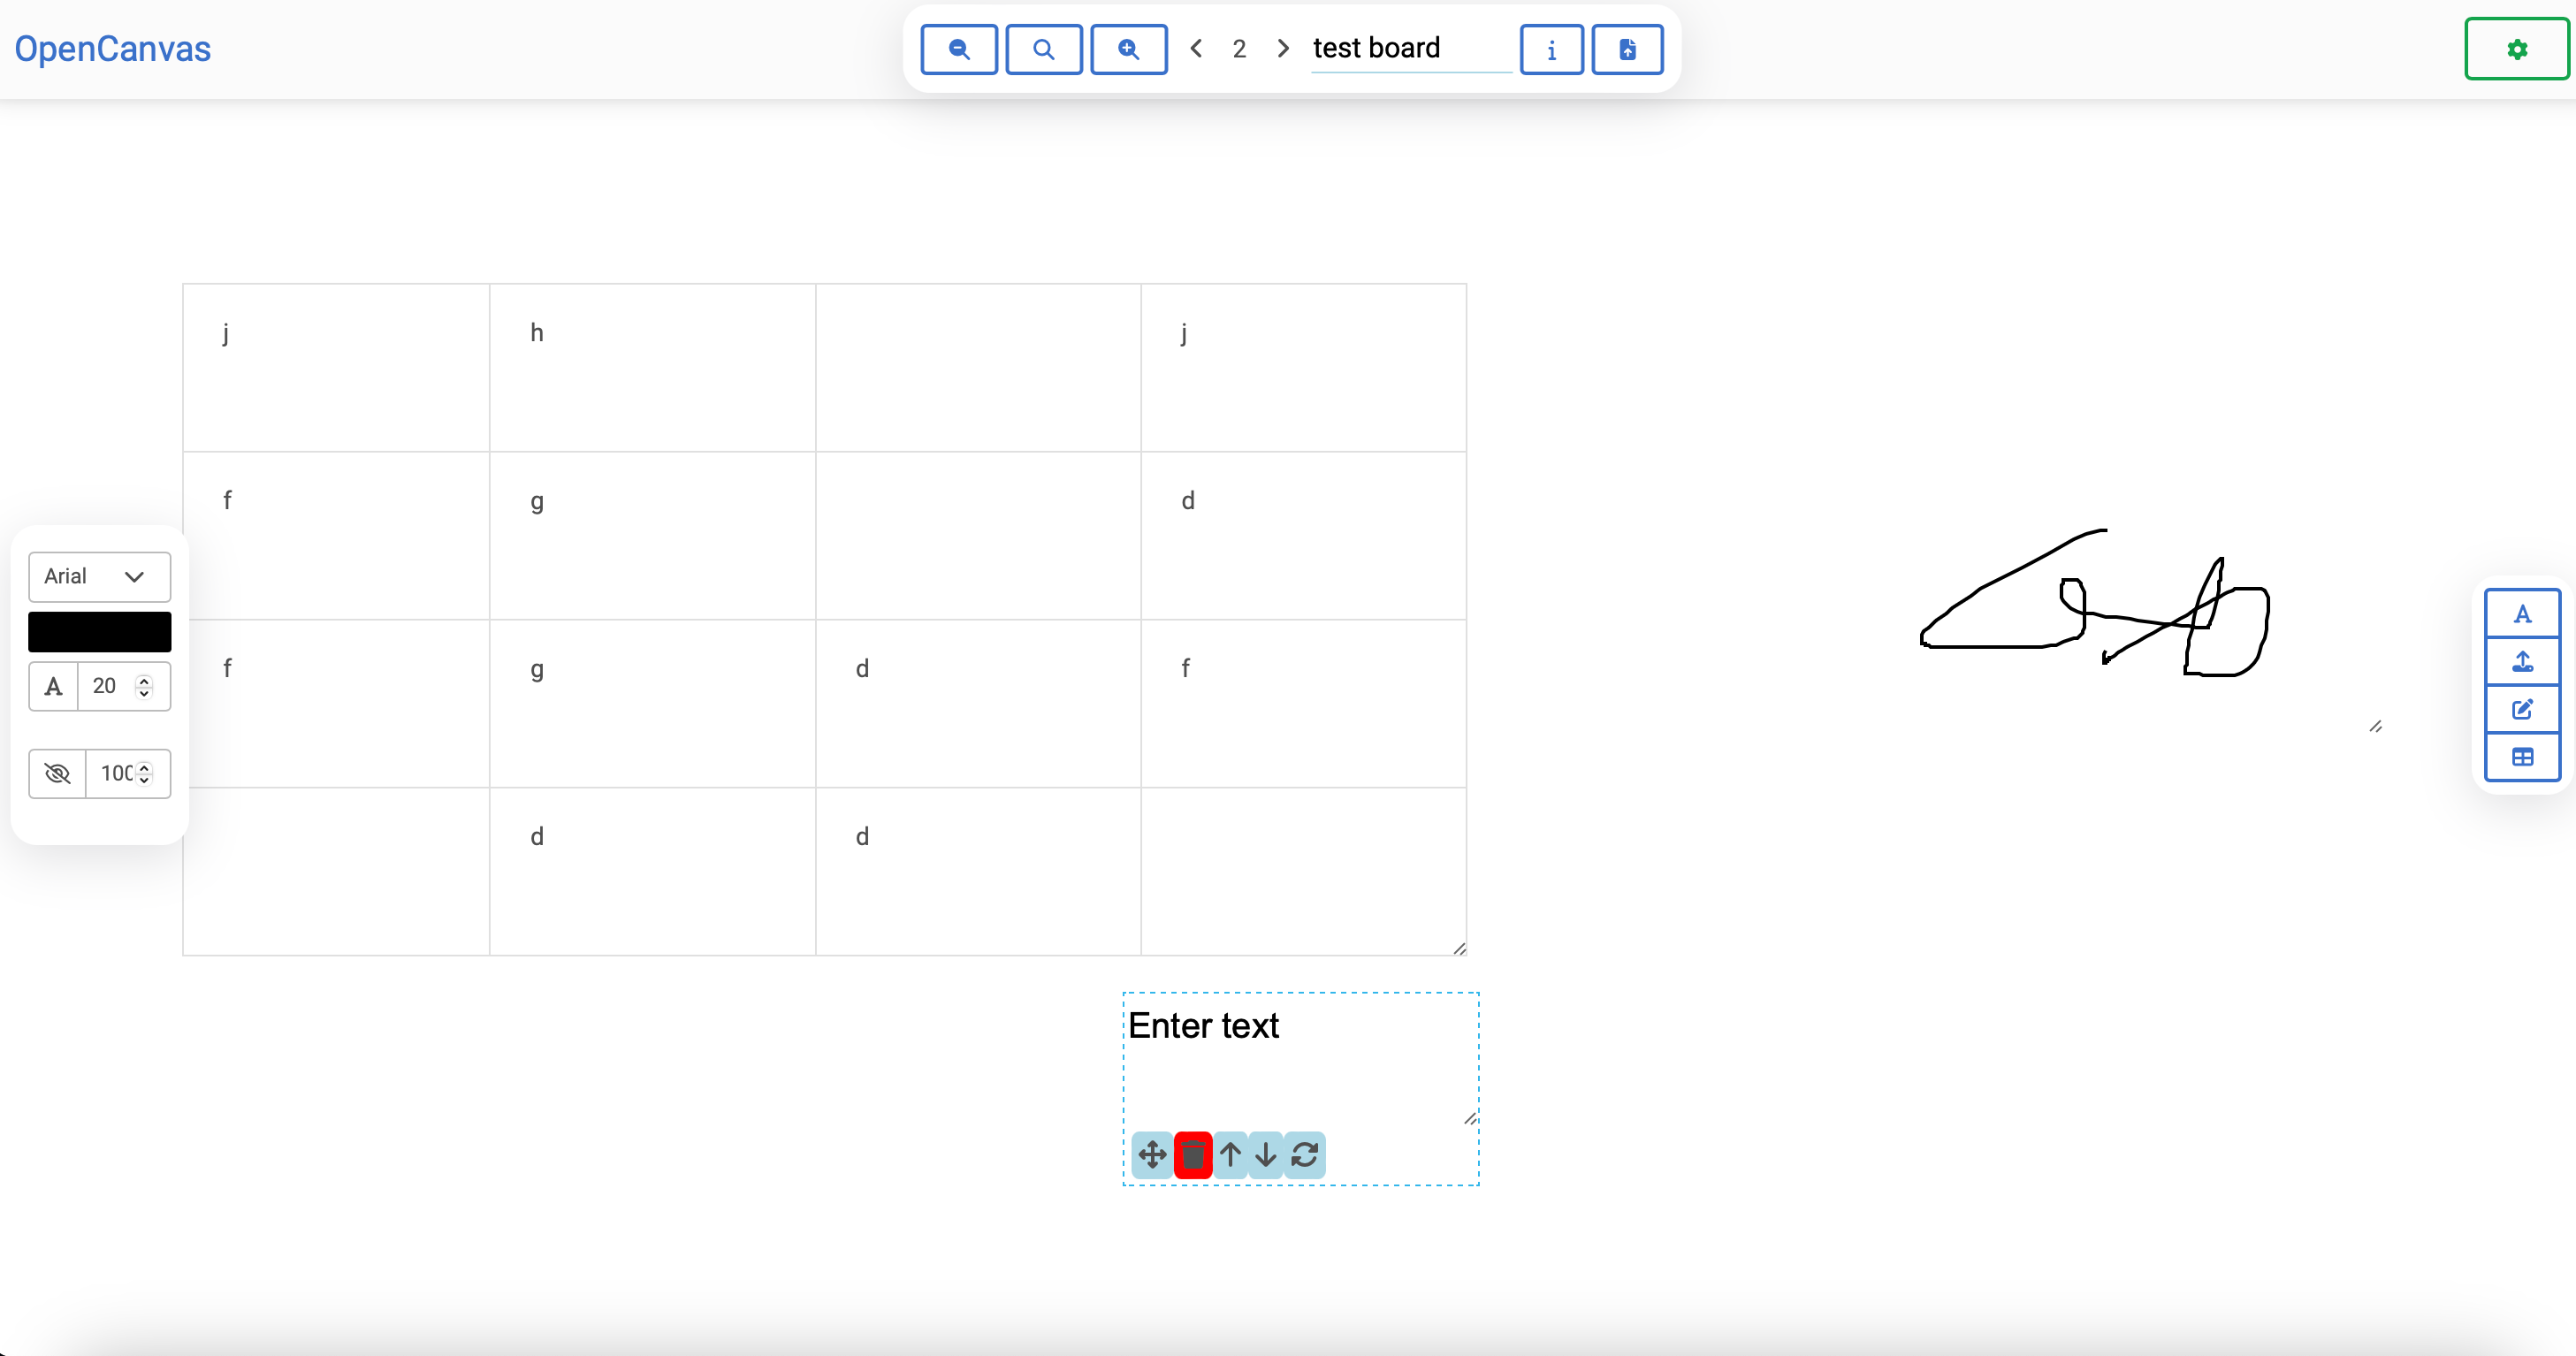 OpenCanvas
2 test board
j h j
f g d
f g d f
d d
Arial
A 20
100
A
Enter text